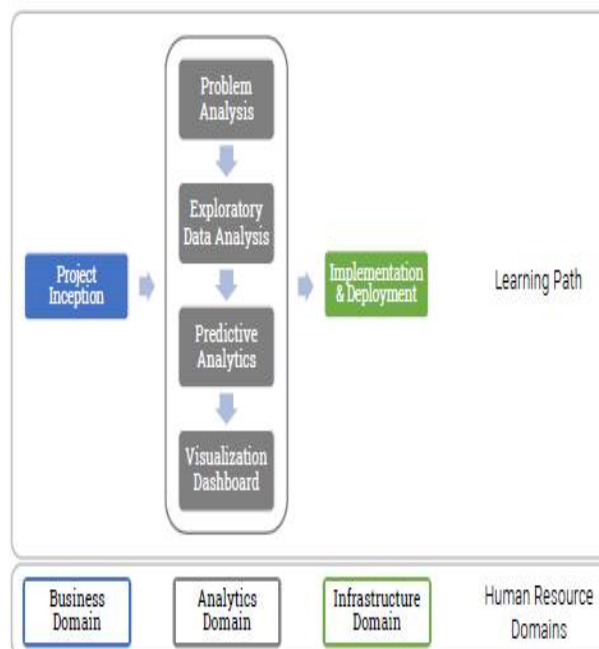 Problem
Analysis
Exploratory
Data Analysis
Project
Inception
Implementation
& Deployment
Learning Path
Predictive
Analytics
Visualization
Dashboard
Business
Domain
Analytics
Domain
Infrastructure
Domain
Human Resource
Domains